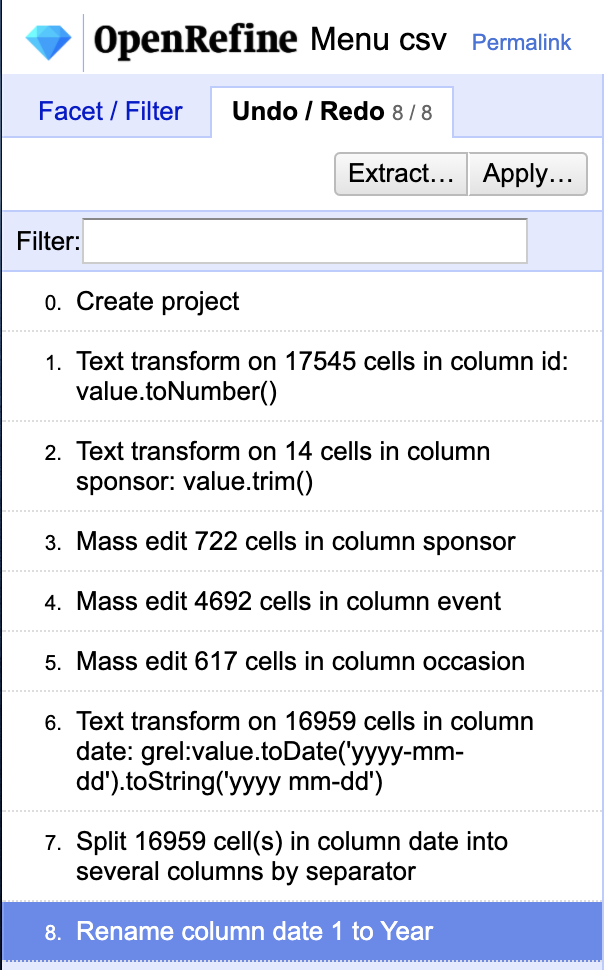 OpenRefine Menu csv Permalink
Facet / Filter Undo / Redo 8 / 8
Extract... Apply...
Filter:
0. Create project
1. Text transform on 17545 cells in column id:
value.toNumber()
2. Text transform on 14 cells in column
sponsor: value.trim()
3. Mass edit 722 cells in column sponsor
4. Mass edit 4692 cells in column event
5. Mass edit 617 cells in column occasion
6. Text transform on 16959 cells in column
date: grel:value.toDate('yyyy-mm-
dd').toString('yyyy mm-dd')
7. Split 16959 cell(s) in column date into
several columns by separator
8. Rename column date 1 to Year